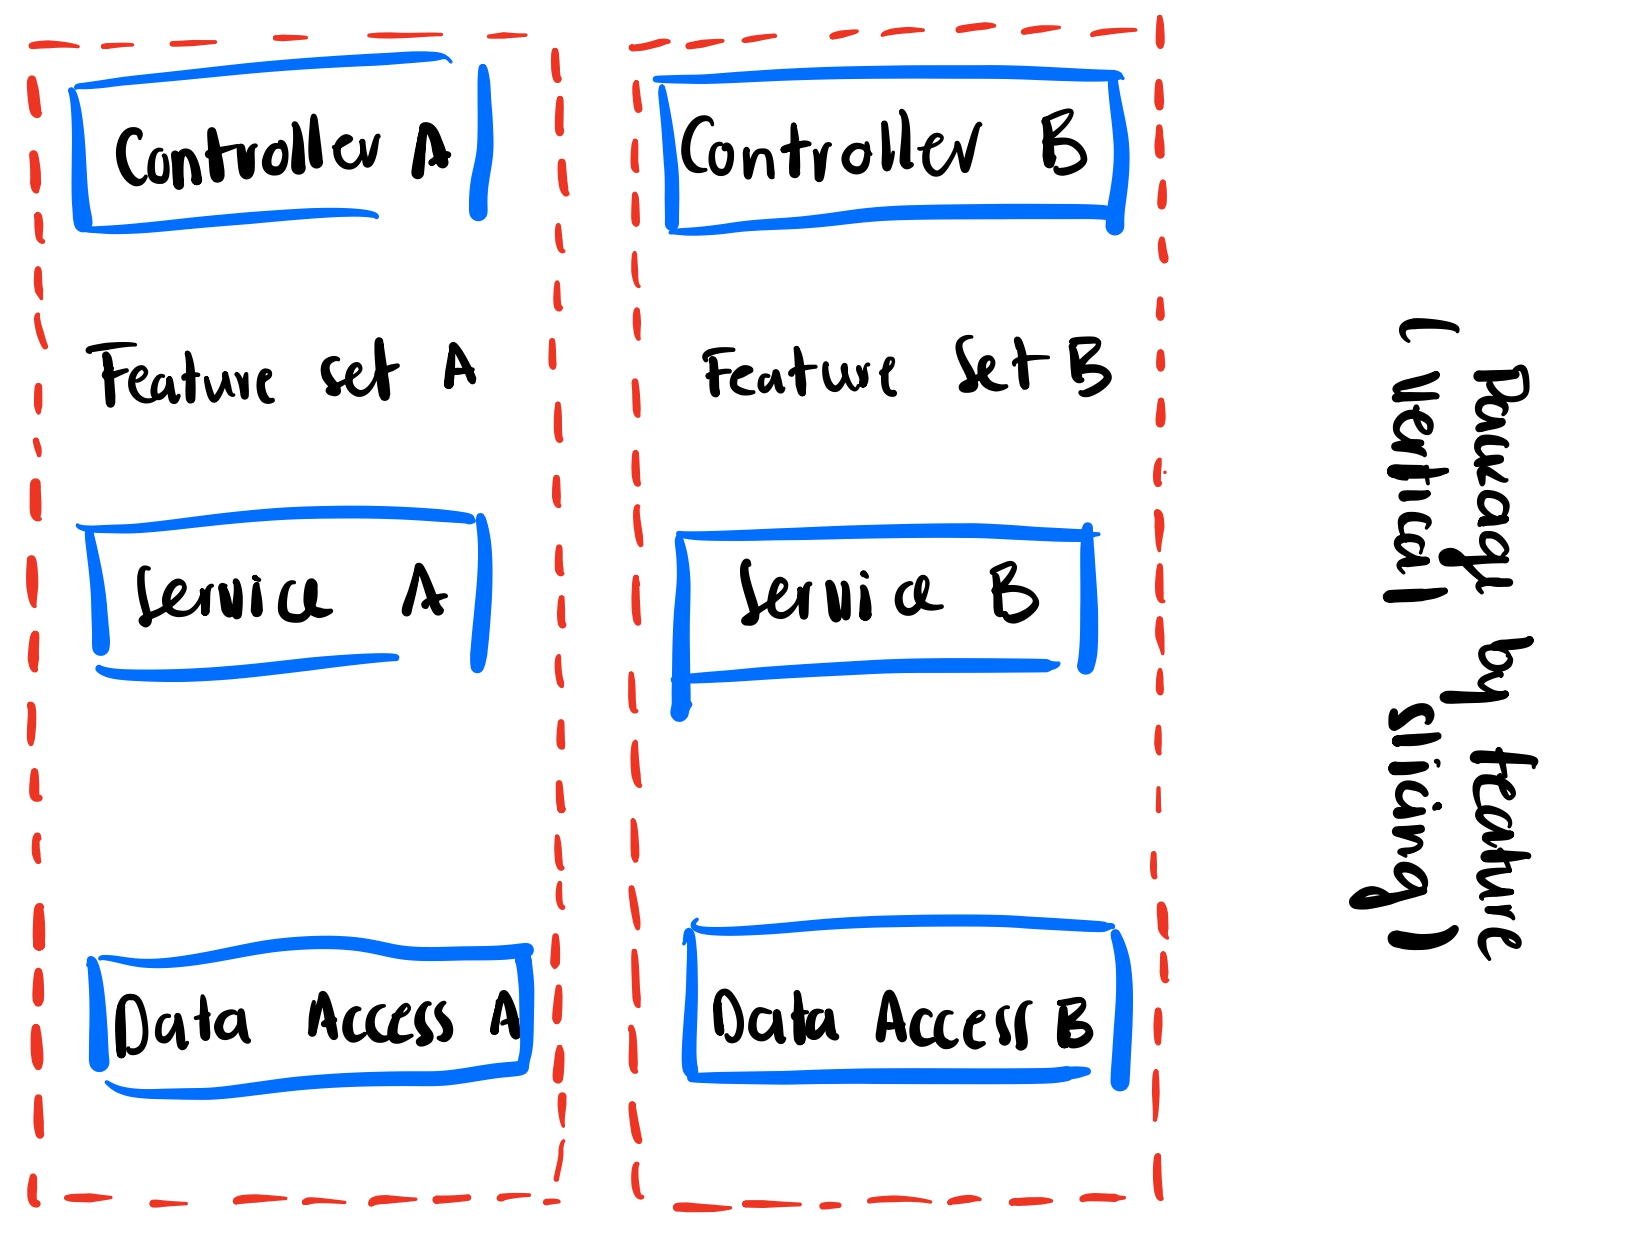 Controller A
Feature set A
Service A
Data Access A
Controller B
Feature Set B
Service B
Data Access B
Package by feature
(vertical slicing)